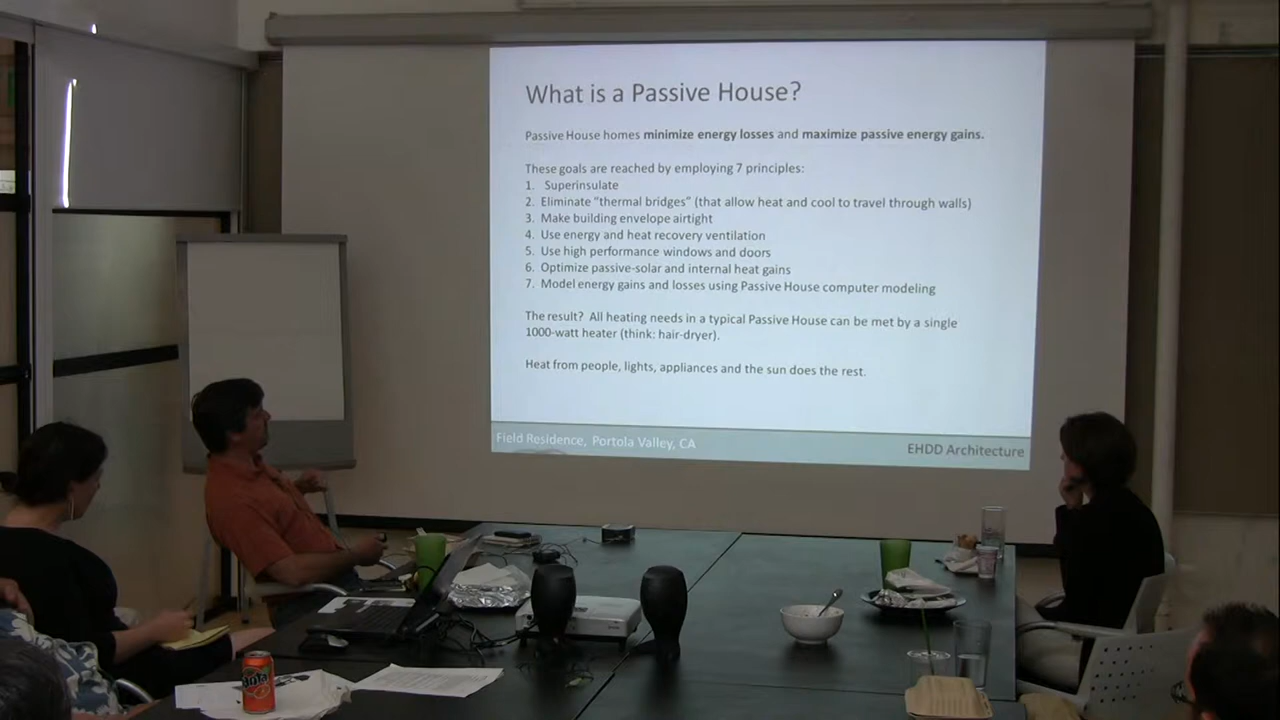 What is a Passive House?
Passive House homes minimize energy losses and maximize passive energy gains.
These goals are reached by employing 7 principles:
1. Superinsulate
2. Eliminate "thermal bridges" (that allow heat and cool to travel through walls)
3. Make building envelope airtight
4. Use energy and heat recovery ventilation
5. Use high performance windows and doors
6. Optimize passive-solar and internal heat gains
7. Model energy gains and losses using Passive House computer modeling
The result? All heating needs in a typical Passive House can be met by a single
1000-watt heater (think: hair-dryer).
Heat from people, lights, appliances and the sun does the rest.
Field Residence, Portola Valley, CA
EHDD Architecture